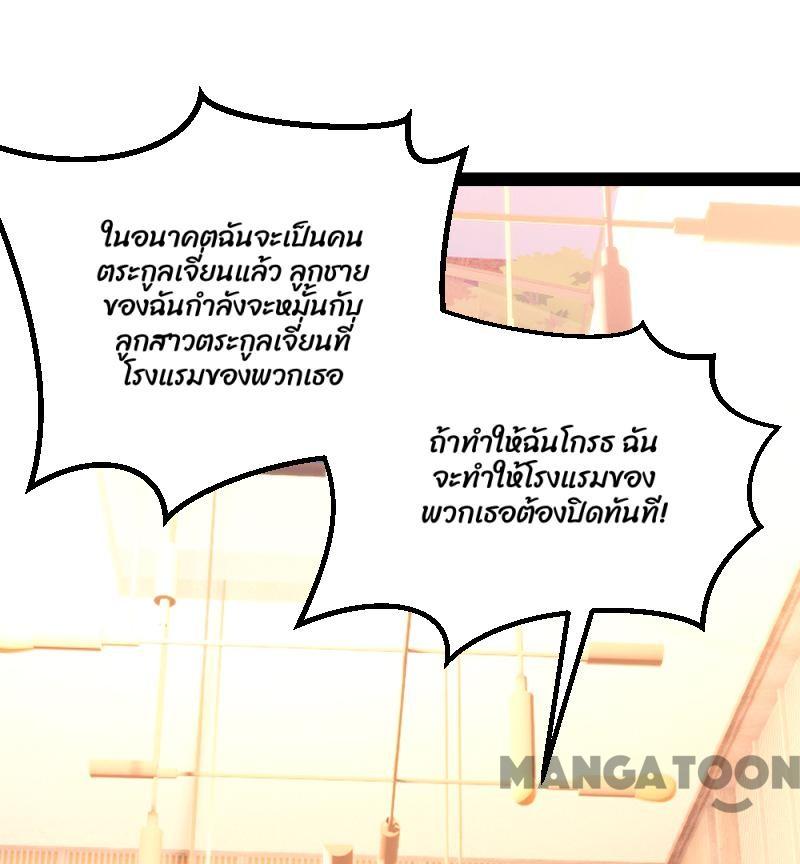 ในอนาคตฉันจะเป็นคน
ตระกูลเจี่ยนแล้ว ลูกชาย
ของฉันกำลังจะหมั้นกับ
ลูกสาวตระกูลเจี่ยนที่
โรงแรมของพวกเธอ
ถ้าทำให้ฉันโกรธ ฉัน
จะทำให้โรงแรมของ
พวกเธอต้องปิดทันที!
MANGATOON